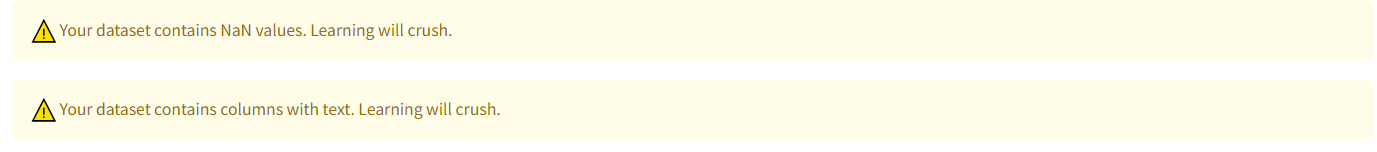 Your dataset contains NaN values. Learning will crush.
Your dataset contains columns with text. Learning will crush.